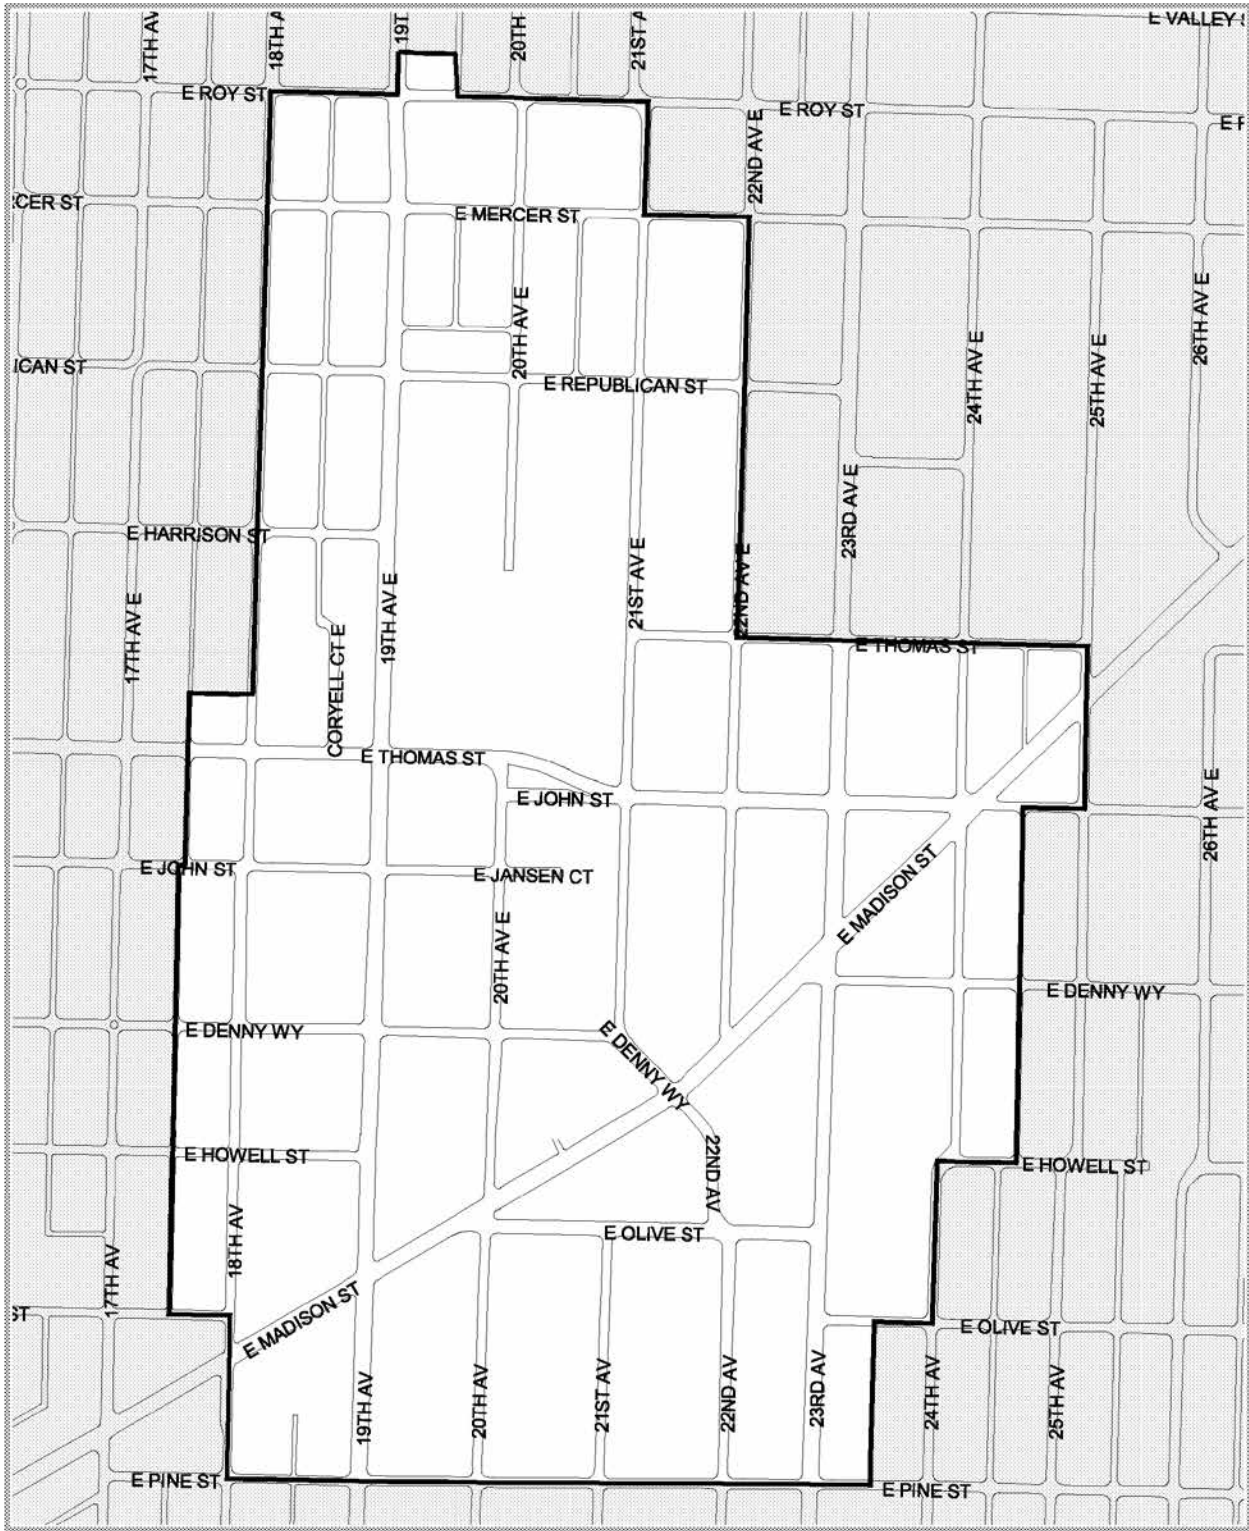 17TH AV
18TH A
19T
20TH
21ST A
E VALLEY
E ROY ST
E ROY ST
22ND AV E
E MERCER ST
CER ST
20TH AV E
26TH AV E
24TH AV E
25TH AV E
ICAN ST
E REPUBLICAN ST
23RD AV E
E HARRISON ST
21ST AV E
22ND AV E
17TH AV E
19TH AV E
CORYELL CT E
E THOMAS ST
E THOMAS ST
E JOHN ST
26TH AV E
E JOHN ST
E JANSEN CT
E MADISON ST
20TH AV E
E DENNY WY
E DENNY WY
E DENNY WY
E HOWELL ST
22ND AV
E HOWELL ST
18TH AV
E OLIVE ST
17TH AV
ST
E MADISON ST
E OLIVE ST
19TH AV
20TH AV
21ST AV
22ND AV
23RD AV
24TH AV
25TH AV
E PINE ST
E PINE ST